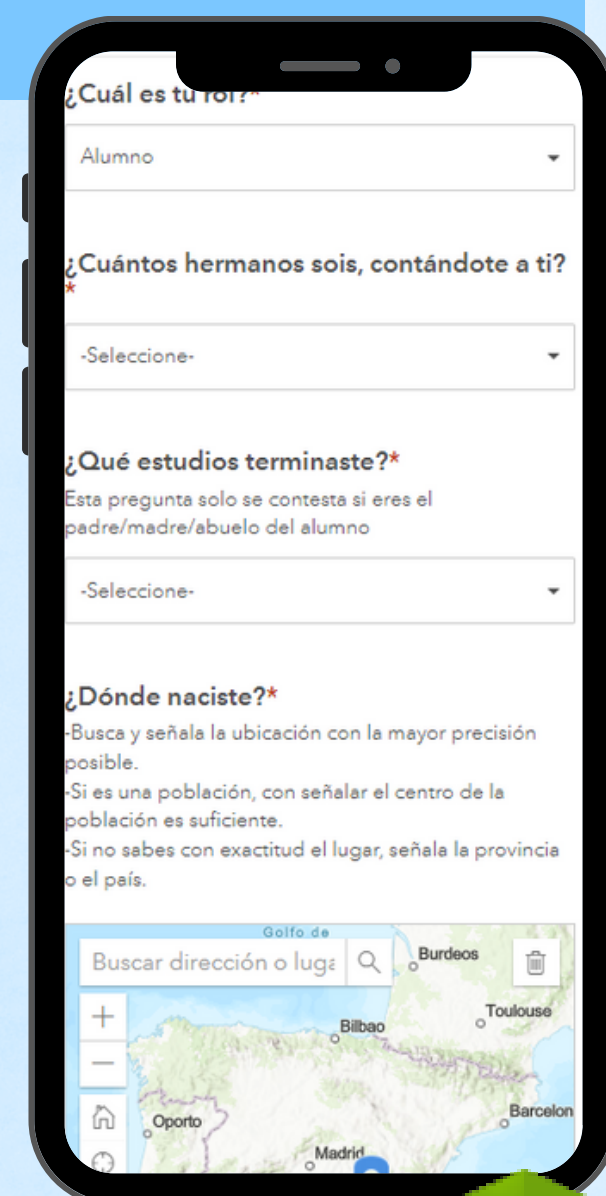 ¿Cuál es tu rol?*
Alumno
¿Cuántos hermanos sois, contándote a ti?
*
-Seleccione-
¿Qué estudios terminaste?*
Esta pregunta solo se contesta si eres el
padre/madre/abuelo del alumno
-Seleccione-
¿Dónde naciste?*
-Busca y señala la ubicación con la mayor precisión
posible.
-Si es una población, con señalar el centro de la
población es suficiente.
-Si no sabes con exactitud el lugar, señala la provincia
o el país.
Golfo de
Buscar dirección o luga
Burdeos
Toulouse
Bilbao
Barcelon
Oporto
Madrid